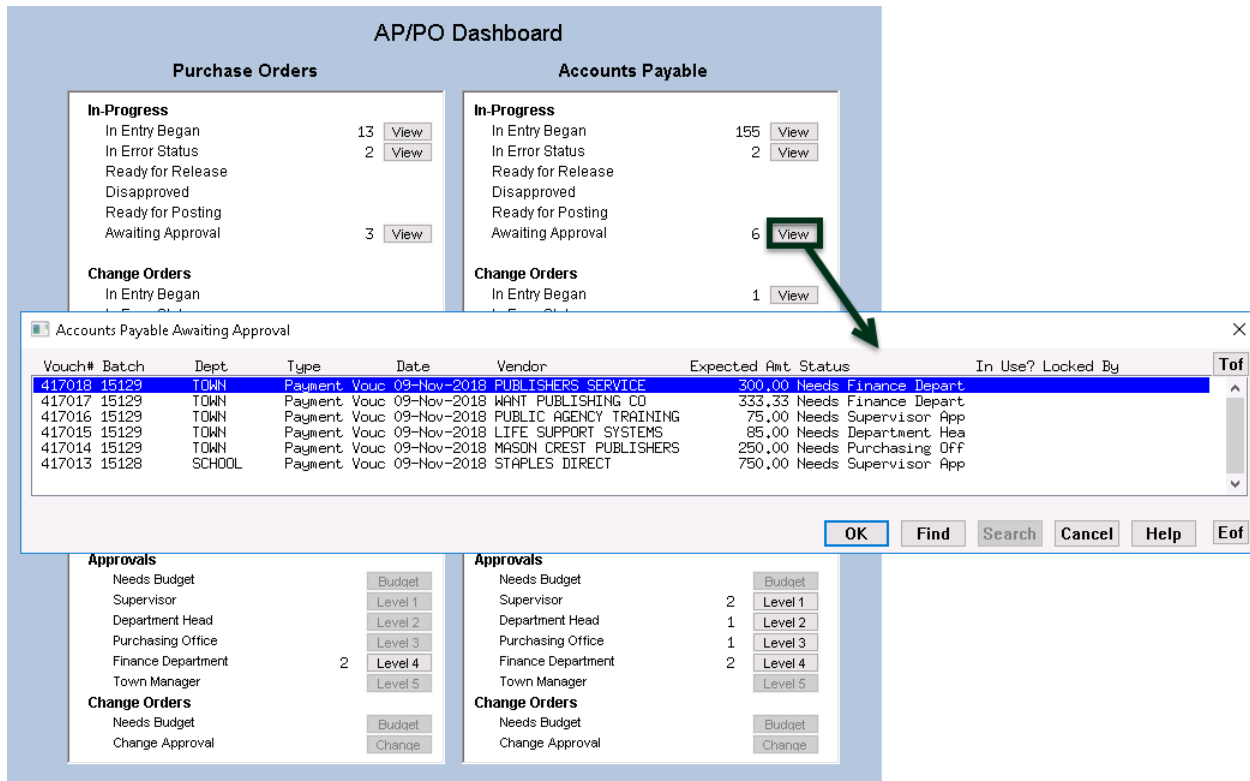 AP/PO Dashboard
Purchase Orders
In-Progress
In Entry Began 13 View
In Error Status 2 View
Ready for Release
Disapproved
Ready for Posting
Awaiting Approval 3 View
Change Orders
In Entry Began
Accounts Payable
In-Progress
In Entry Began 155 View
In Error Status 2 View
Ready for Release
Disapproved
Ready for Posting
Awaiting Approval 6 View
Change Orders
In Entry Began 1 View
Accounts Payable Awaiting Approval
Vouch# Batch Dept Type Date Vendor Expected Amt Status In Use? Locked By Tof
417018 15129 TOWN Payment Vouc 09-Nov-2018 PUBLISHERS SERVICE 300.00 Needs Finance Depart
417017 15129 TOWN Payment Vouc 09-Nov-2018 WANT PUBLISHING CO 333.33 Needs Finance Depart
417016 15129 TOWN Payment Vouc 09-Nov-2018 PUBLIC AGENCY TRAINING 75.00 Needs Supervisor App
417015 15129 TOWN Payment Vouc 09-Nov-2018 LIFE SUPPORT SYSTEMS 85.00 Needs Department Hea
417014 15129 TOWN Payment Vouc 09-Nov-2018 MASON CREST PUBLISHERS 250.00 Needs Purchasing Off
417013 15128 SCHOOL Payment Vouc 09-Nov-2018 STAPLES DIRECT 750.00 Needs Supervisor App
OK Find Search Cancel Help Eof
Approvals
Needs Budget Budget
Supervisor Level 1
Department Head Level 2
Purchasing Office Level 3
Finance Department 2 Level 4
Town Manager Level 5
Change Orders
Needs Budget Budget
Change Approval Change
Approvals
Needs Budget Budget
Supervisor 2 Level 1
Department Head 1 Level 2
Purchasing Office 1 Level 3
Finance Department 2 Level 4
Town Manager Level 5
Change Orders
Needs Budget Budget
Change Approval Change